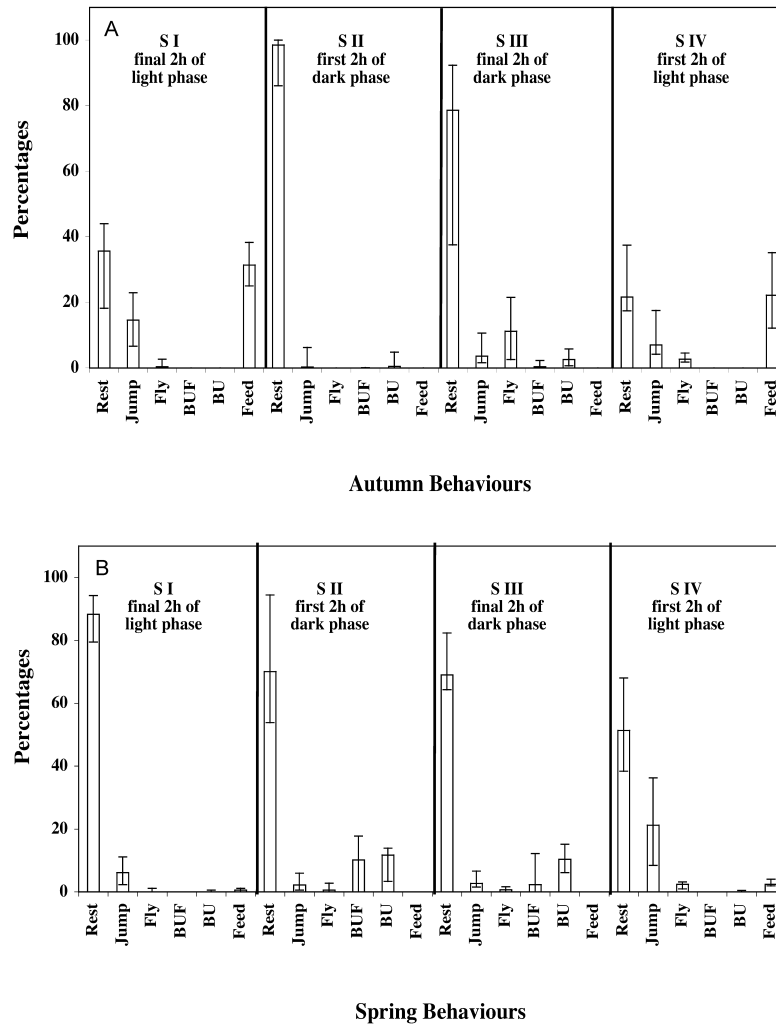 A
S I
final 2h of
light phase
S II
first 2h of
dark phase
S III
final 2h of
dark phase
S IV
first 2h of
light phase
Percentages
100
80
60
40
20
0
Rest
Jump
Fly
BUF
BU
Feed
Rest
Jump
Fly
BUF
BU
Feed
Rest
Jump
Fly
BUF
BU
Feed
Rest
Jump
Fly
BUF
BU
Feed
Autumn Behaviours
B
S I
final 2h of
light phase
S II
first 2h of
dark phase
S III
final 2h of
dark phase
S IV
first 2h of
light phase
Percentages
100
80
60
40
20
0
Rest
Jump
Fly
BUF
BU
Feed
Rest
Jump
Fly
BUF
BU
Feed
Rest
Jump
Fly
BUF
BU
Feed
Rest
Jump
Fly
BUF
BU
Feed
Spring Behaviours